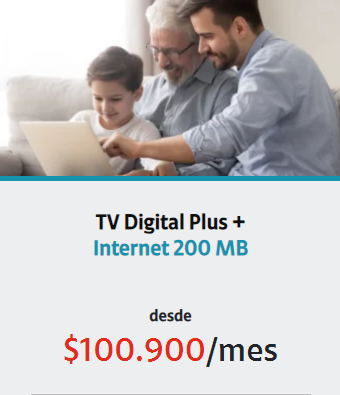 TV Digital Plus +
Internet 200 MB
desde
$100.900/mes